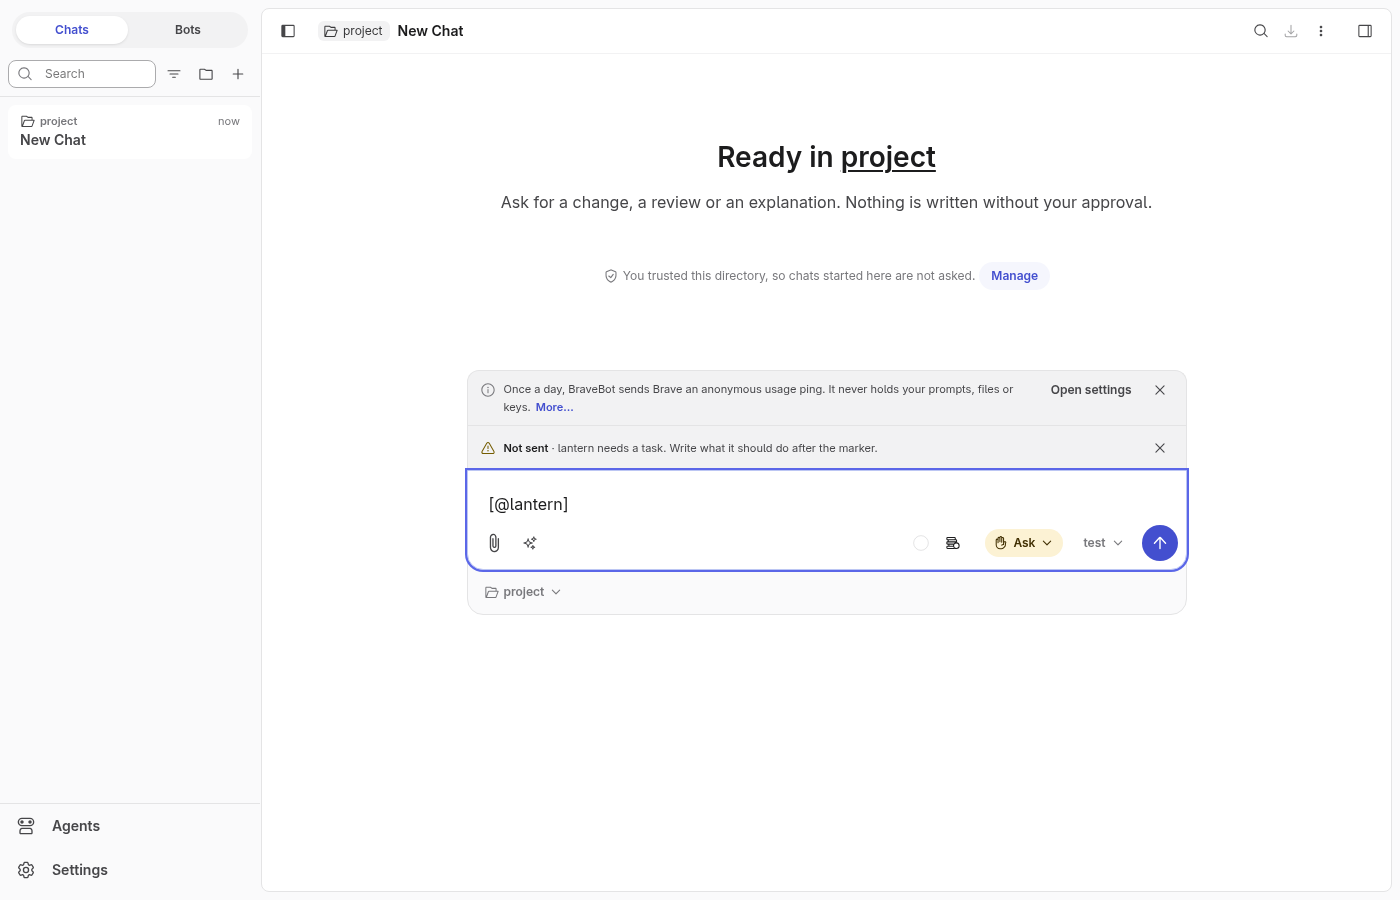 Chats
Bots
Search
project
now
New Chat
Agents
Settings
project
New Chat
Ready in project
Ask for a change, a review or an explanation. Nothing is written without your approval.
You trusted this directory, so chats started here are not asked.
Manage
Once a day, BraveBot sends Brave an anonymous usage ping. It never holds your prompts, files or
keys. More...
Open settings
Not sent · lantern needs a task. Write what it should do after the marker.
[@lantern]
Ask
test
project